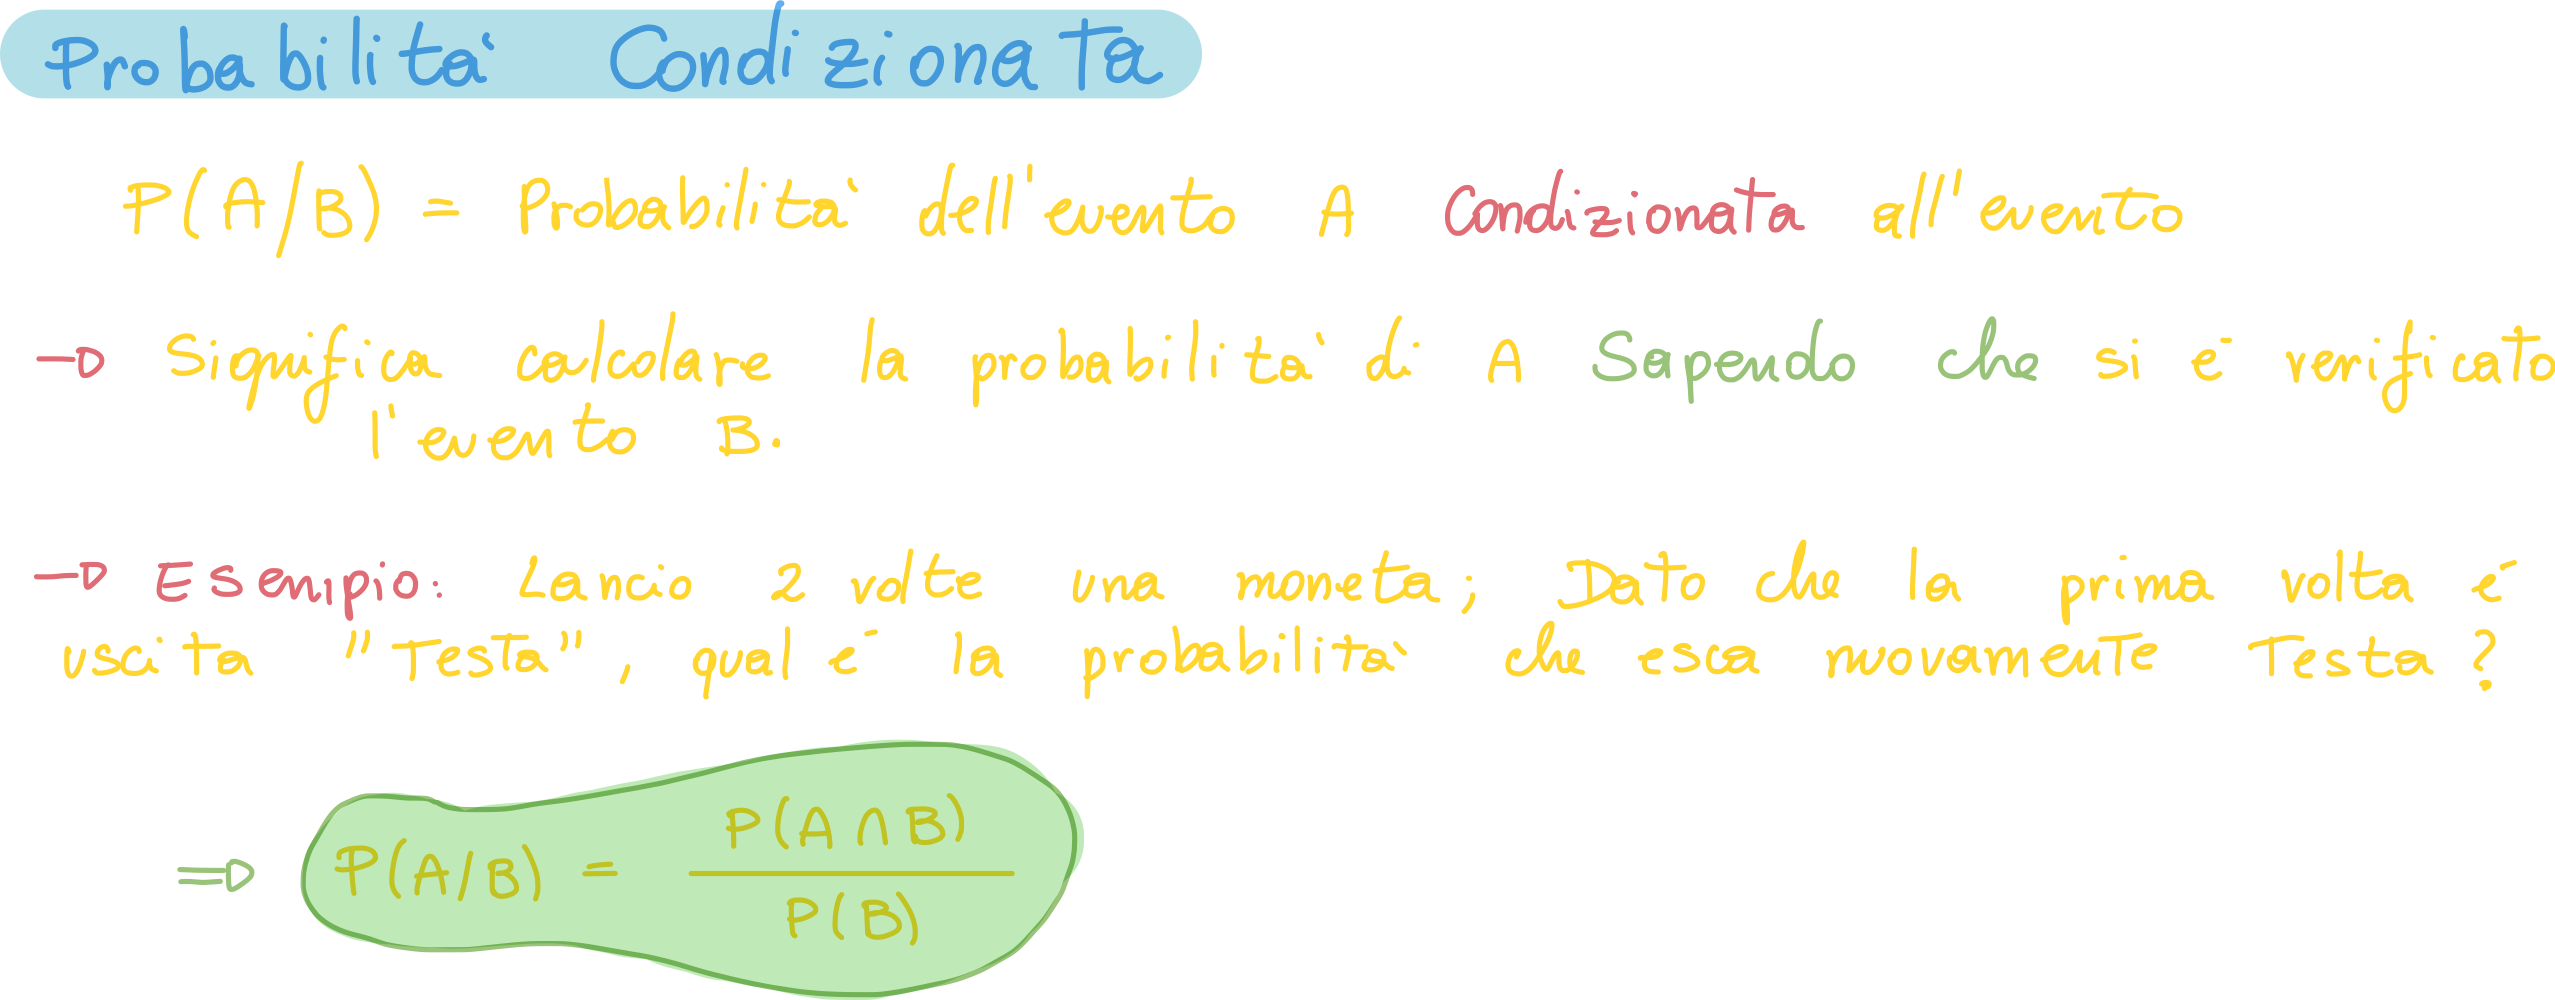 Probabilità Condizionata
P(A/B) = Probabilità dell'evento A Condizionata all'evento
→ Significa calcolare la probabilità di A Sapendo che si è verificato
l'evento B.
→ Esempio: Lancio 2 volte una moneta; Dato che la prima volta è
uscita "Testa", qual è la probabilità che esca nuovamente Testa?
⇒ P(A/B) = P(A ∩ B)
P(B)